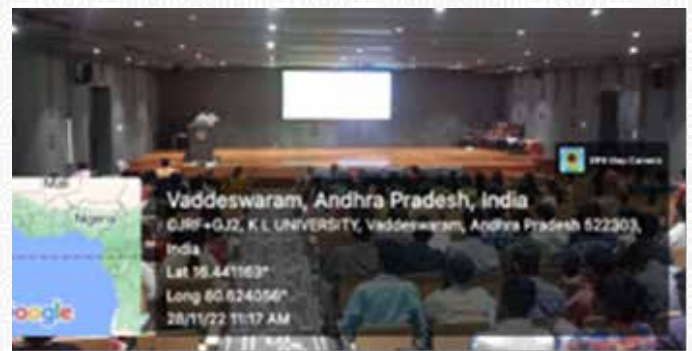 GPS Map Camera
Mali
Nigeria
Google
Vaddeswaram, Andhra Pradesh, India
CJRF+GJ2, K L UNIVERSITY, Vaddeswaram, Andhra Pradesh 522303,
India
Lat 16.441163°
Long 80.624056°
28/11/22 11:17 AM